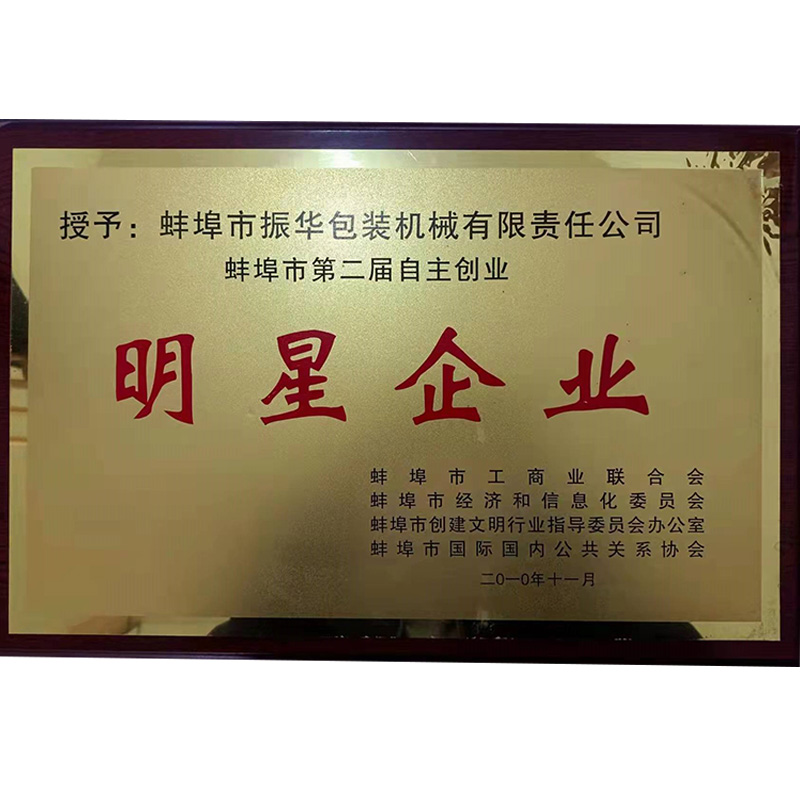 授予：蚌埠市振华包装机械有限责任公司
蚌埠市第二届自主创业
明星企业
蚌埠市工商业联合会
蚌埠市经济和信息化委员会
蚌埠市创建文明行业指导委员会办公室
蚌埠市国际国内公共关系协会
二0一0年十一月